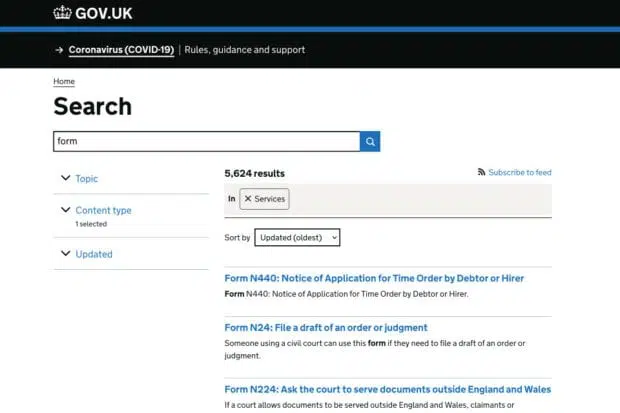 GOV.UK
→ Coronavirus (COVID-19) | Rules, guidance and support
Home
Search
form
5,624 results
Subscribe to feed
Topic
In ✕ Services
Content type
1 selected
Sort by Updated (oldest)
Updated
Form N440: Notice of Application for Time Order by Debtor or Hirer
Form N440: Notice of Application for Time Order by Debtor or Hirer.
Form N24: File a draft of an order or judgment
Someone using a civil court can use this form if they need to file a draft of an order or
judgment.
Form N224: Ask the court to serve documents outside England and Wales
If a court allows documents to be served outside England and Wales, claimants or